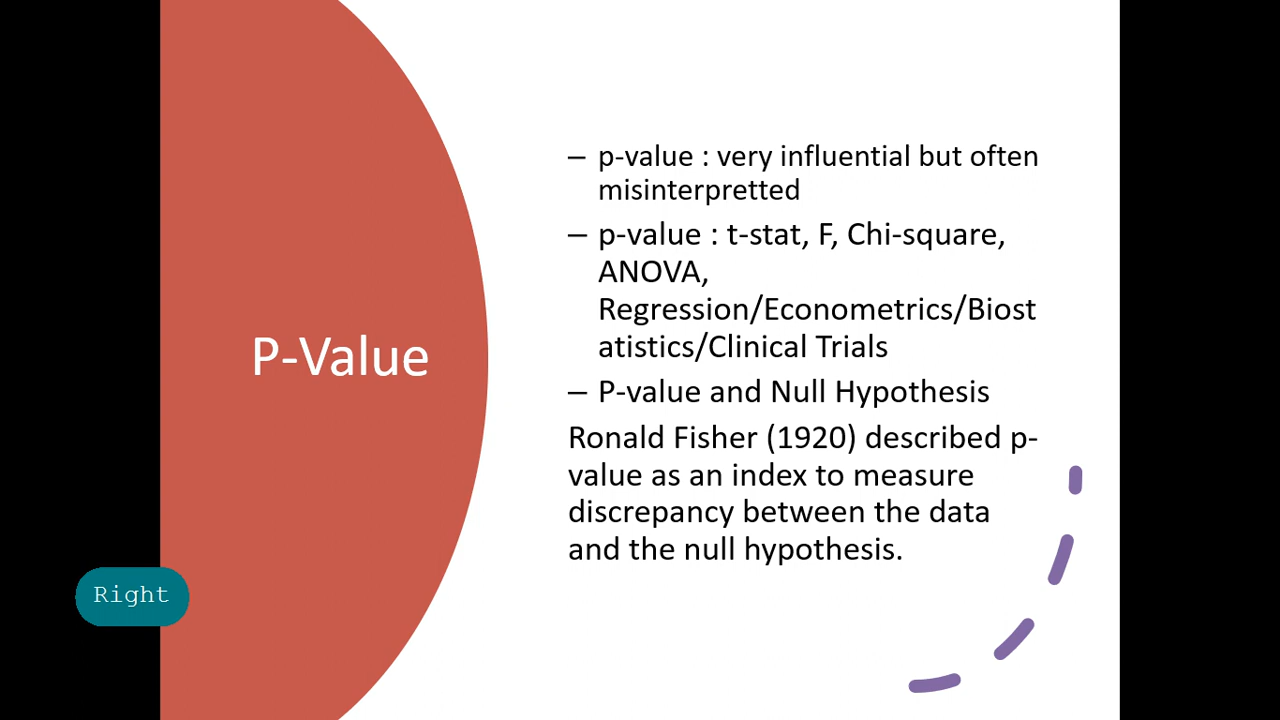 P-Value
– p-value : very influential but often
misinterpretted
– p-value : t-stat, F, Chi-square,
ANOVA,
Regression/Econometrics/Biost
atistics/Clinical Trials
– P-value and Null Hypothesis
Ronald Fisher (1920) described p-
value as an index to measure
discrepancy between the data
and the null hypothesis.
Right